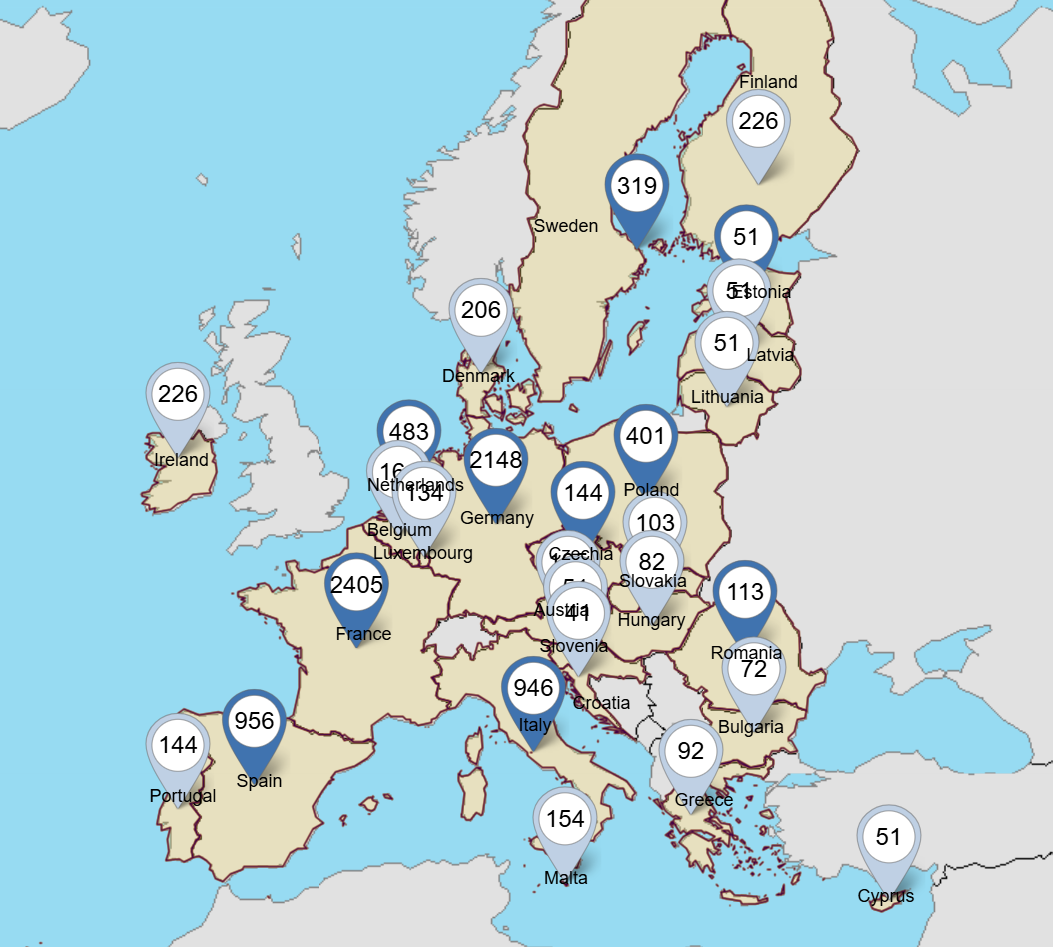 Finland
226
319
Sweden
51
51
Estonia
206
51
Latvia
Denmark
Lithuania
226
Ireland
483
401
2148
Netherlands
134
144
Poland
Germany
103
Belgium
Luxembourg
Czechia
82
Slovakia
2405
113
Austria
41
Hungary
France
Slovenia
Romania
72
946
Croatia
Italy
956
Bulgaria
144
92
Spain
Portugal
Greece
154
51
Malta
Cyprus